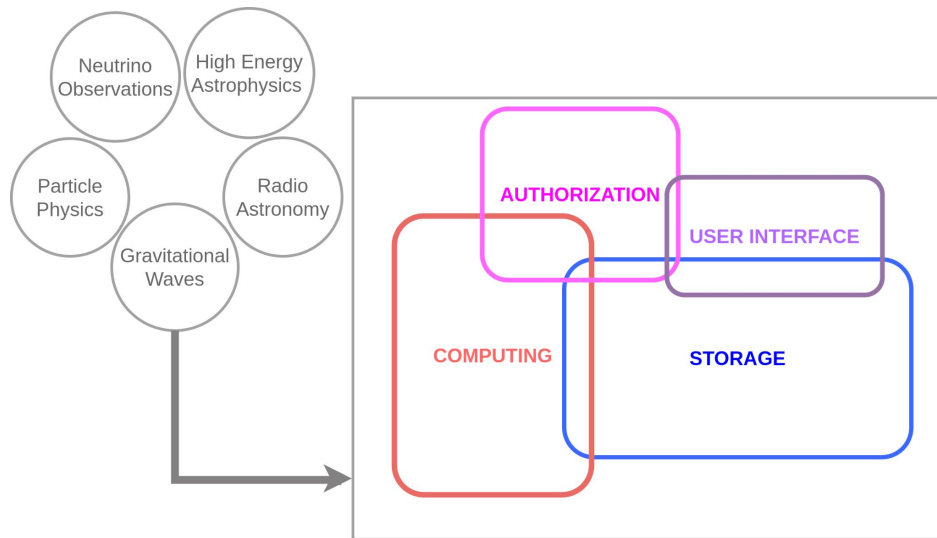 Neutrino
Observations
High Energy
Astrophysics
Particle
Physics
Radio
Astronomy
Gravitational
Waves
AUTHORIZATION
USER INTERFACE
COMPUTING
STORAGE